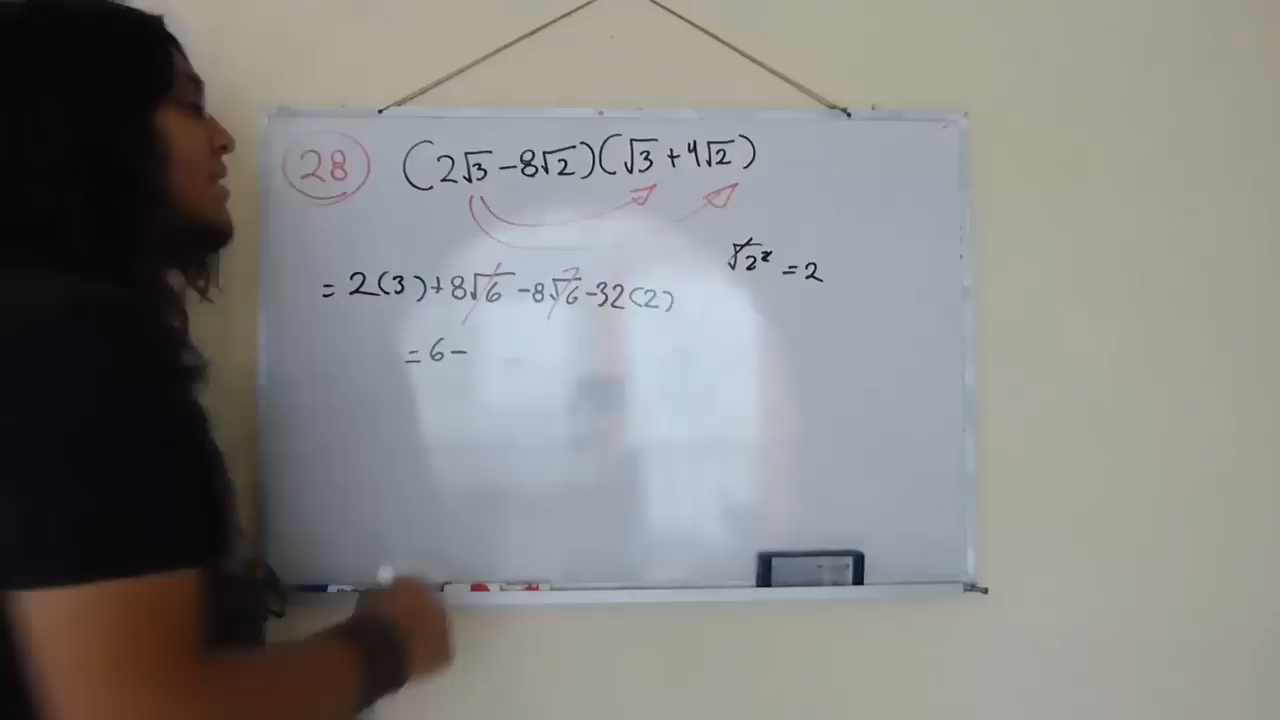 28 (2√3 - 8√2)(√3 + 4√2)
√2² = 2
= 2(3) + 8√6 - 8√6 - 32(2)
= 6 -